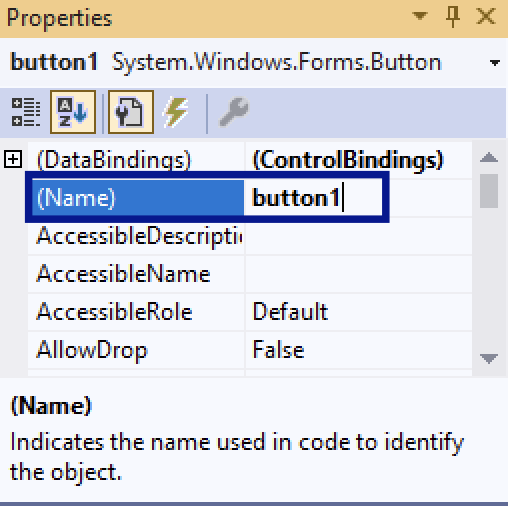 Properties
button1 System.Windows.Forms.Button
(DataBindings) (ControlBindings)
(Name) button1
AccessibleDescripti
AccessibleName
AccessibleRole Default
AllowDrop False
(Name)
Indicates the name used in code to identify
the object.